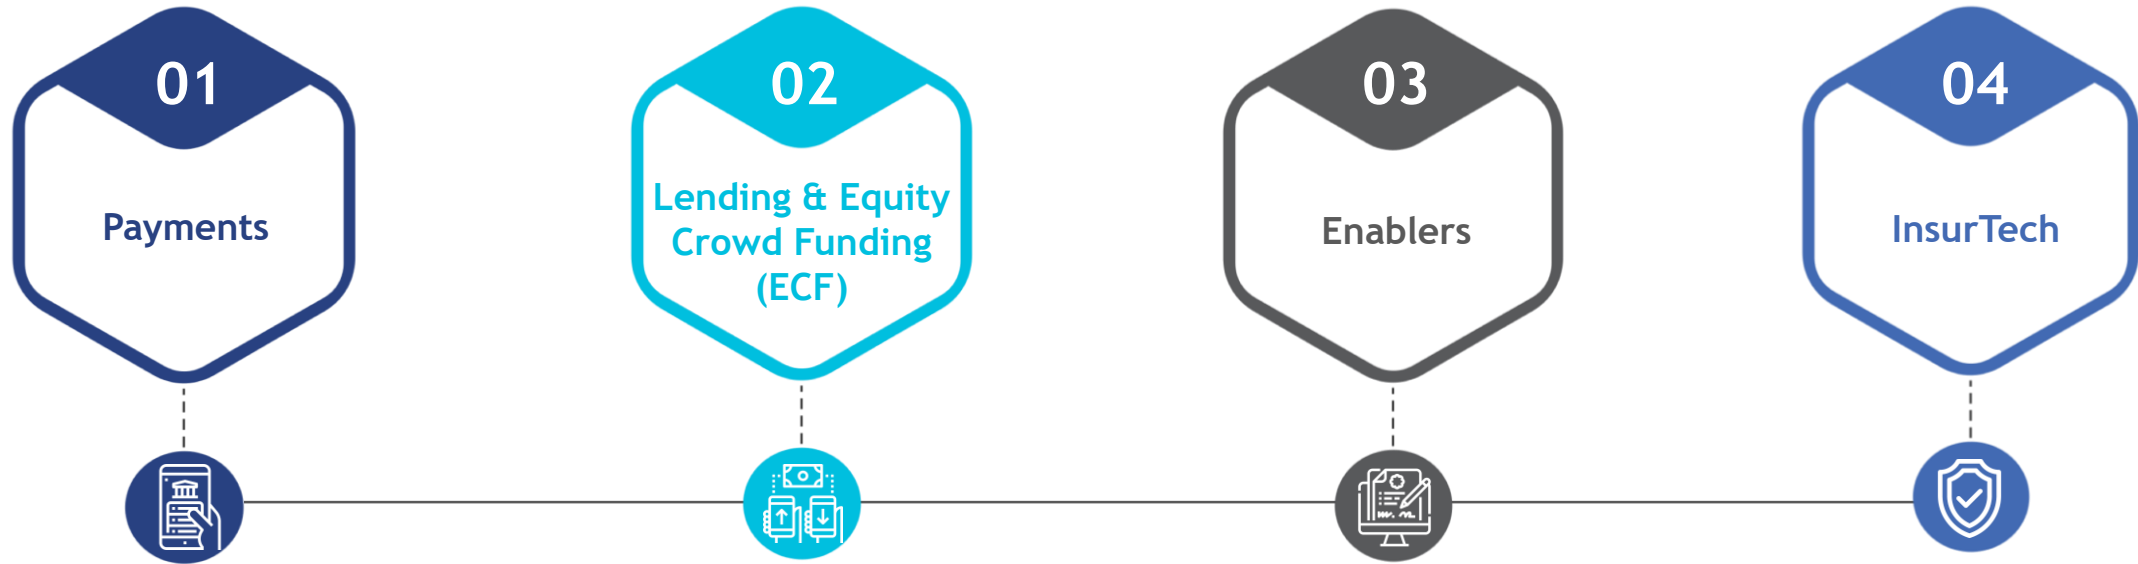 01
Payments
02
Lending & Equity
Crowd Funding
(ECF)
03
Enablers
04
InsurTech